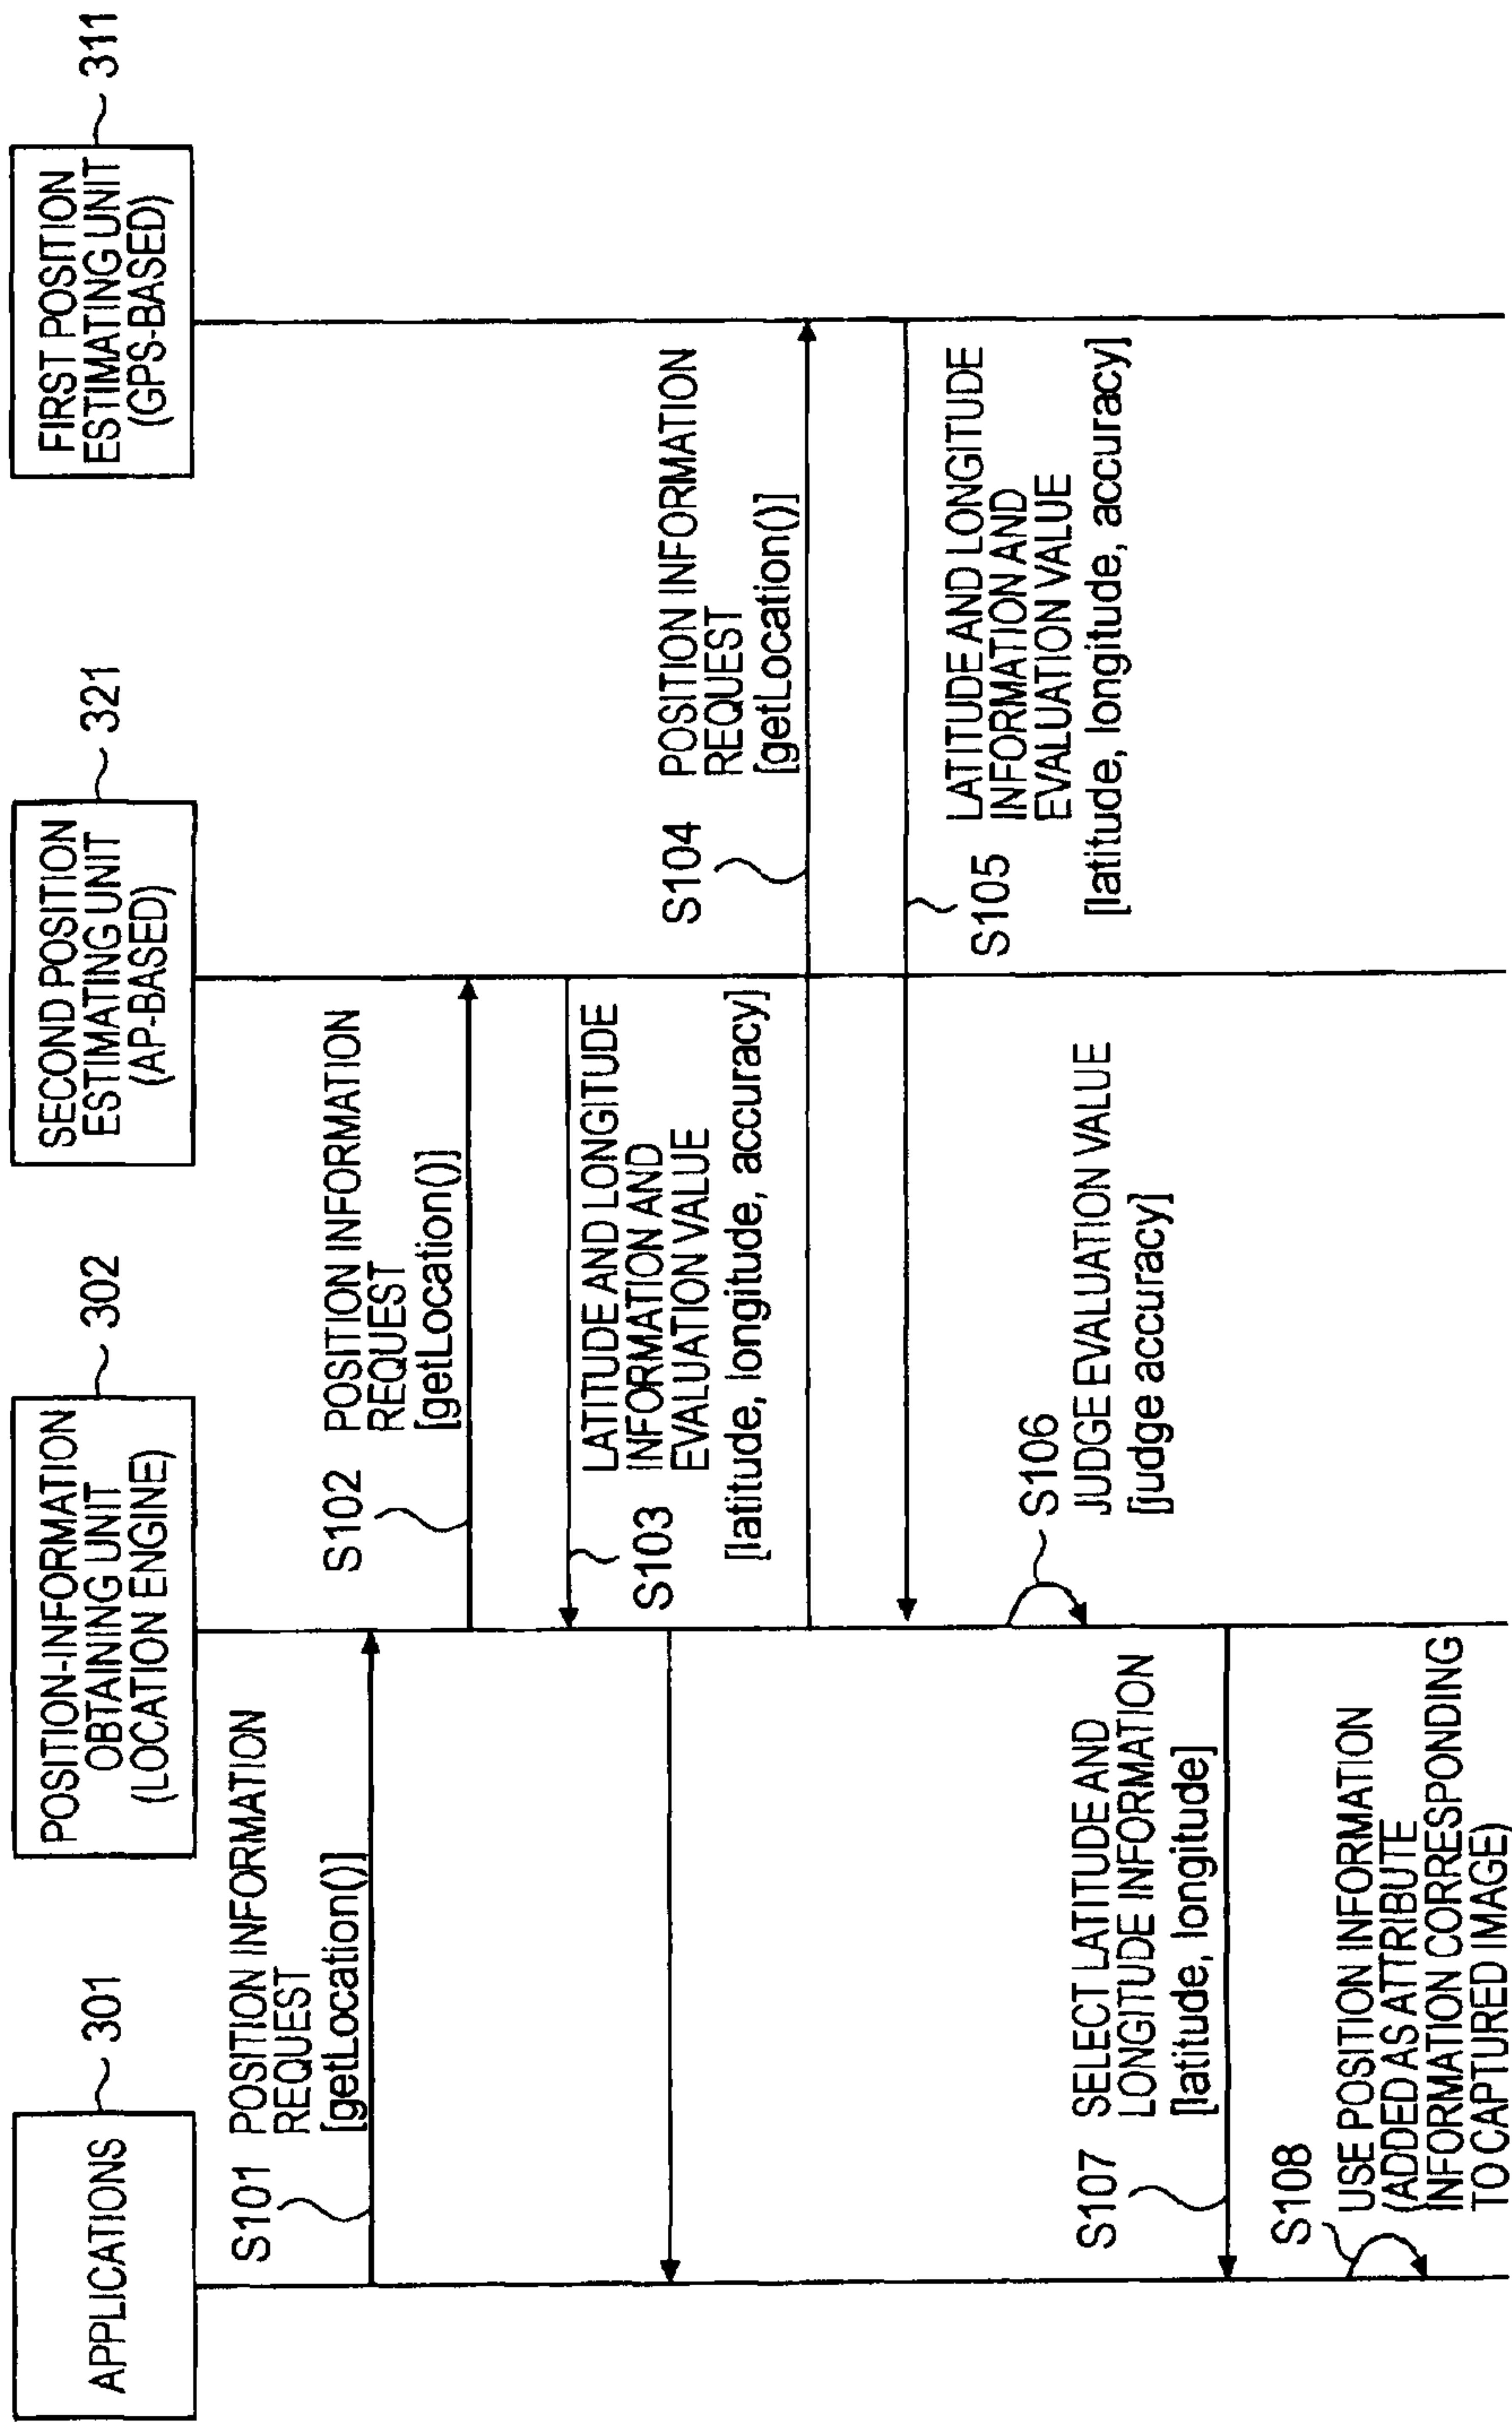 APPLICATIONS
301
POSITION-INFORMATION
OBTAINING UNIT
(LOCATION ENGINE)
302
SECOND POSITION
ESTIMATING UNIT
(AP-BASED)
321
FIRST POSITION
ESTIMATING UNIT
(GPS-BASED)
311
S101
POSITION INFORMATION
REQUEST
[getLocation()]
S102
POSITION INFORMATION
REQUEST
[getLocation()]
S103
LATITUDE AND LONGITUDE
INFORMATION AND
EVALUATION VALUE
[latitude, longitude, accuracy]
S104
POSITION INFORMATION
REQUEST
[getLocation()]
S105
LATITUDE AND LONGITUDE
INFORMATION AND
EVALUATION VALUE
[latitude, longitude, accuracy]
S106
JUDGE EVALUATION VALUE
[judge accuracy]
S107
SELECT LATITUDE AND
LONGITUDE INFORMATION
[latitude, longitude]
S108
USE POSITION INFORMATION
(ADDED AS ATTRIBUTE
INFORMATION CORRESPONDING
TO CAPTURED IMAGE)